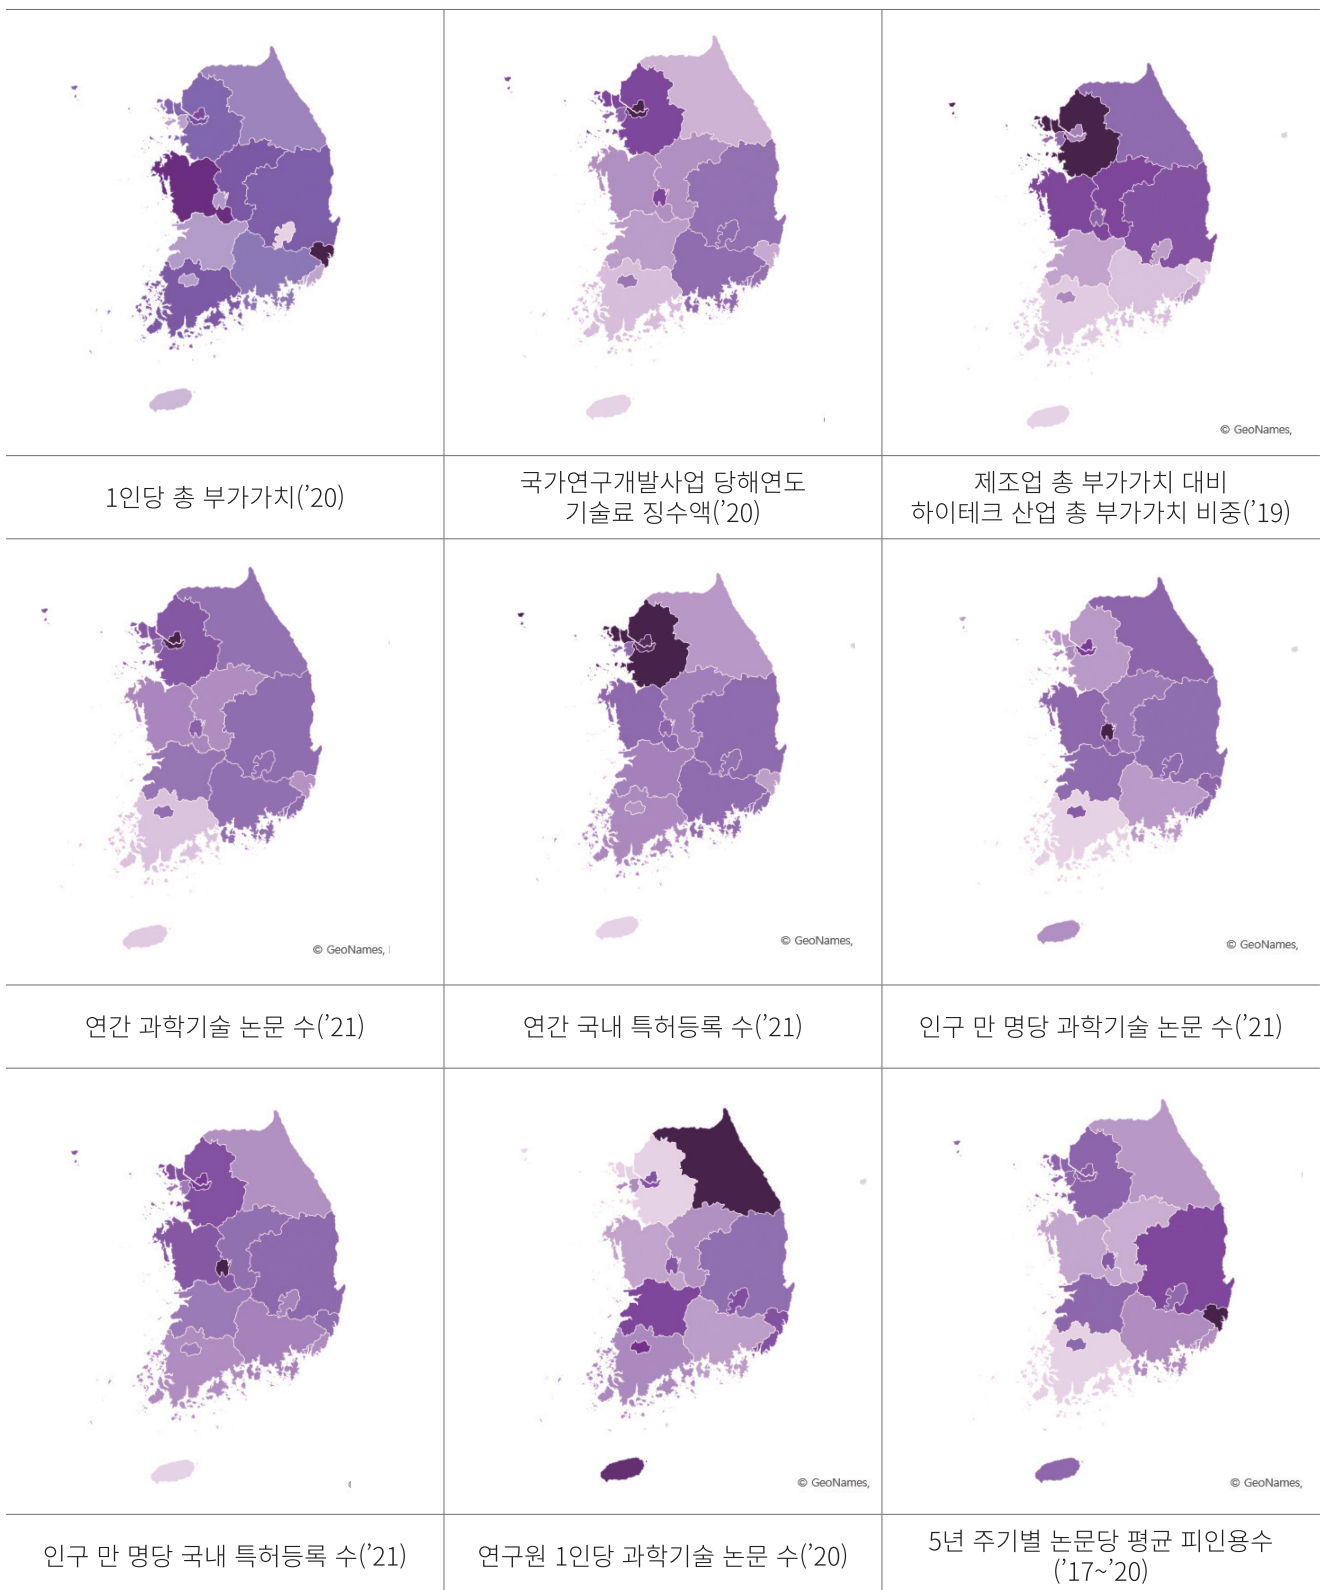 © GeoNames,
1인당 총 부가가치(’20)
국가연구개발사업 당해연도
기술료 징수액(’20)
제조업 총 부가가치 대비
하이테크 산업 총 부가가치 비중(’19)
© GeoNames,
© GeoNames,
© GeoNames,
연간 과학기술 논문 수(’21)
연간 국내 특허등록 수(’21)
인구 만 명당 과학기술 논문 수(’21)
© GeoNames,
© GeoNames,
인구 만 명당 국내 특허등록 수(’21)
연구원 1인당 과학기술 논문 수(’20)
5년 주기별 논문당 평균 피인용수
(’17~’20)